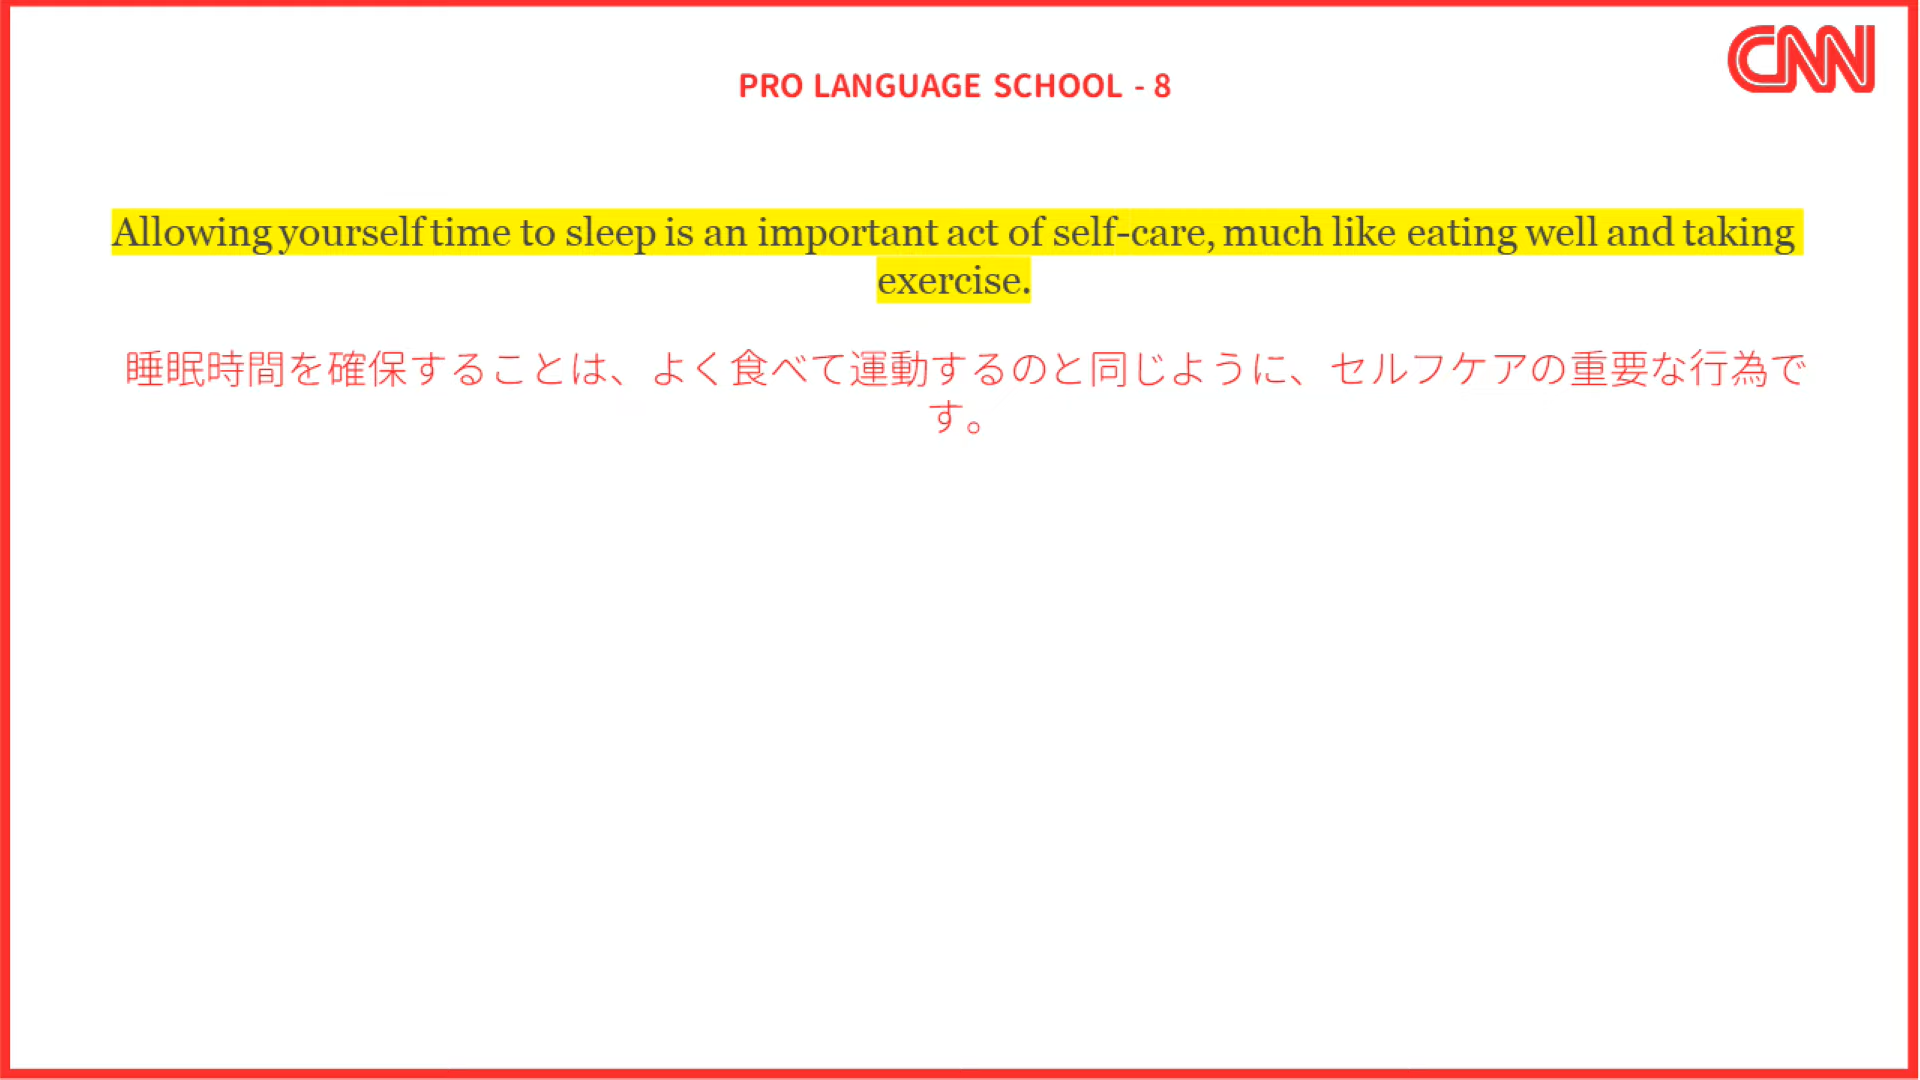 CNN
PRO LANGUAGE SCHOOL - 8
Allowing yourself time to sleep is an important act of self-care, much like eating well and taking
exercise.
睡眠時間を確保することは、よく食べて運動するのと同じように、セルフケアの重要な行為で
す。